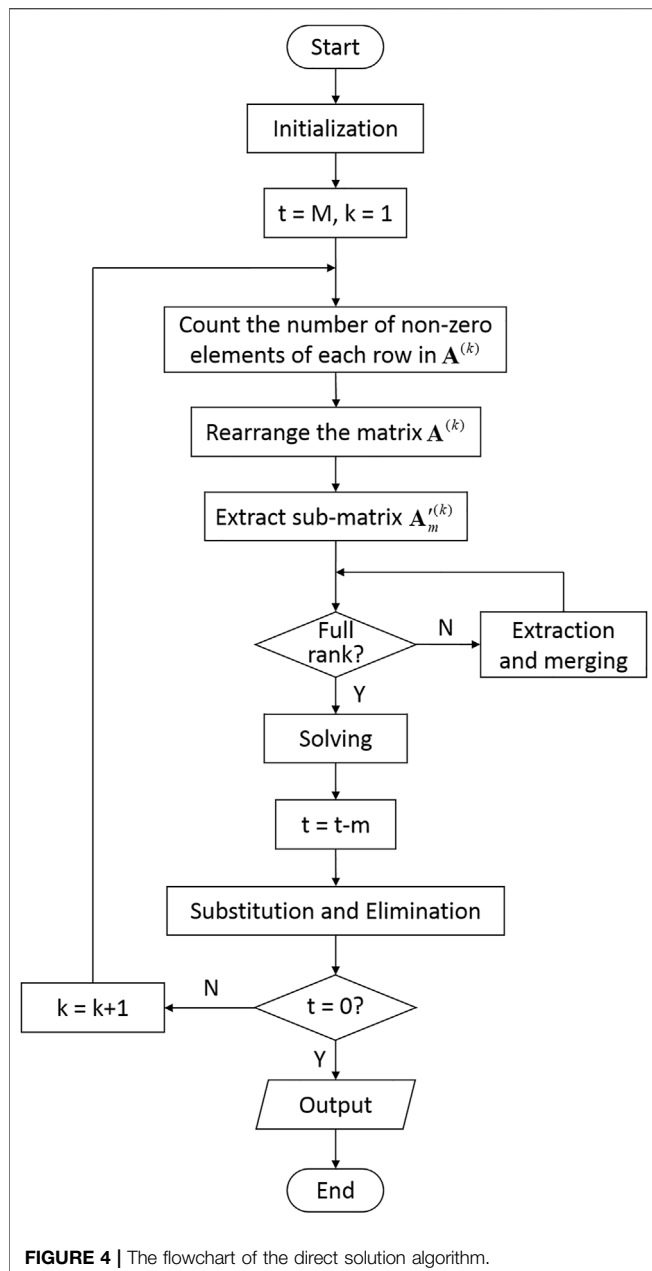 Start
Initialization
t = M, k = 1
Count the number of non-zero
elements of each row in A^(k)
Rearrange the matrix A^(k)
Extract sub-matrix A′_m^(k)
Full
rank?
N
Extraction
and merging
Y
Solving
t = t-m
Substitution and Elimination
k = k+1
N
t = 0?
Y
Output
End
FIGURE 4 | The flowchart of the direct solution algorithm.